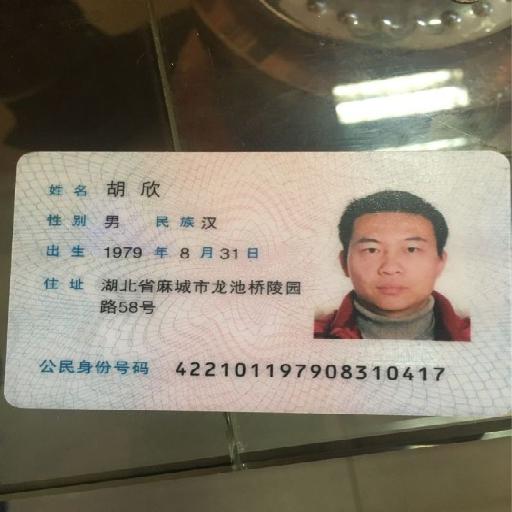 姓名 胡欣
性别 男 民族 汉
出生 1979 年 8 月 31 日
住址 湖北省麻城市龙池桥陵园
路58号
公民身份号码 422101197908310417